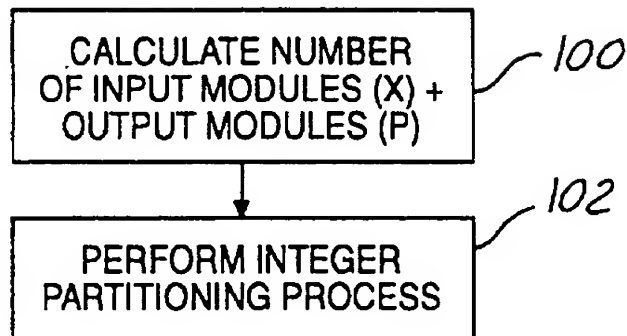 CALCULATE NUMBER
OF INPUT MODULES (X) +
OUTPUT MODULES (P)
100
102
PERFORM INTEGER
PARTITIONING PROCESS